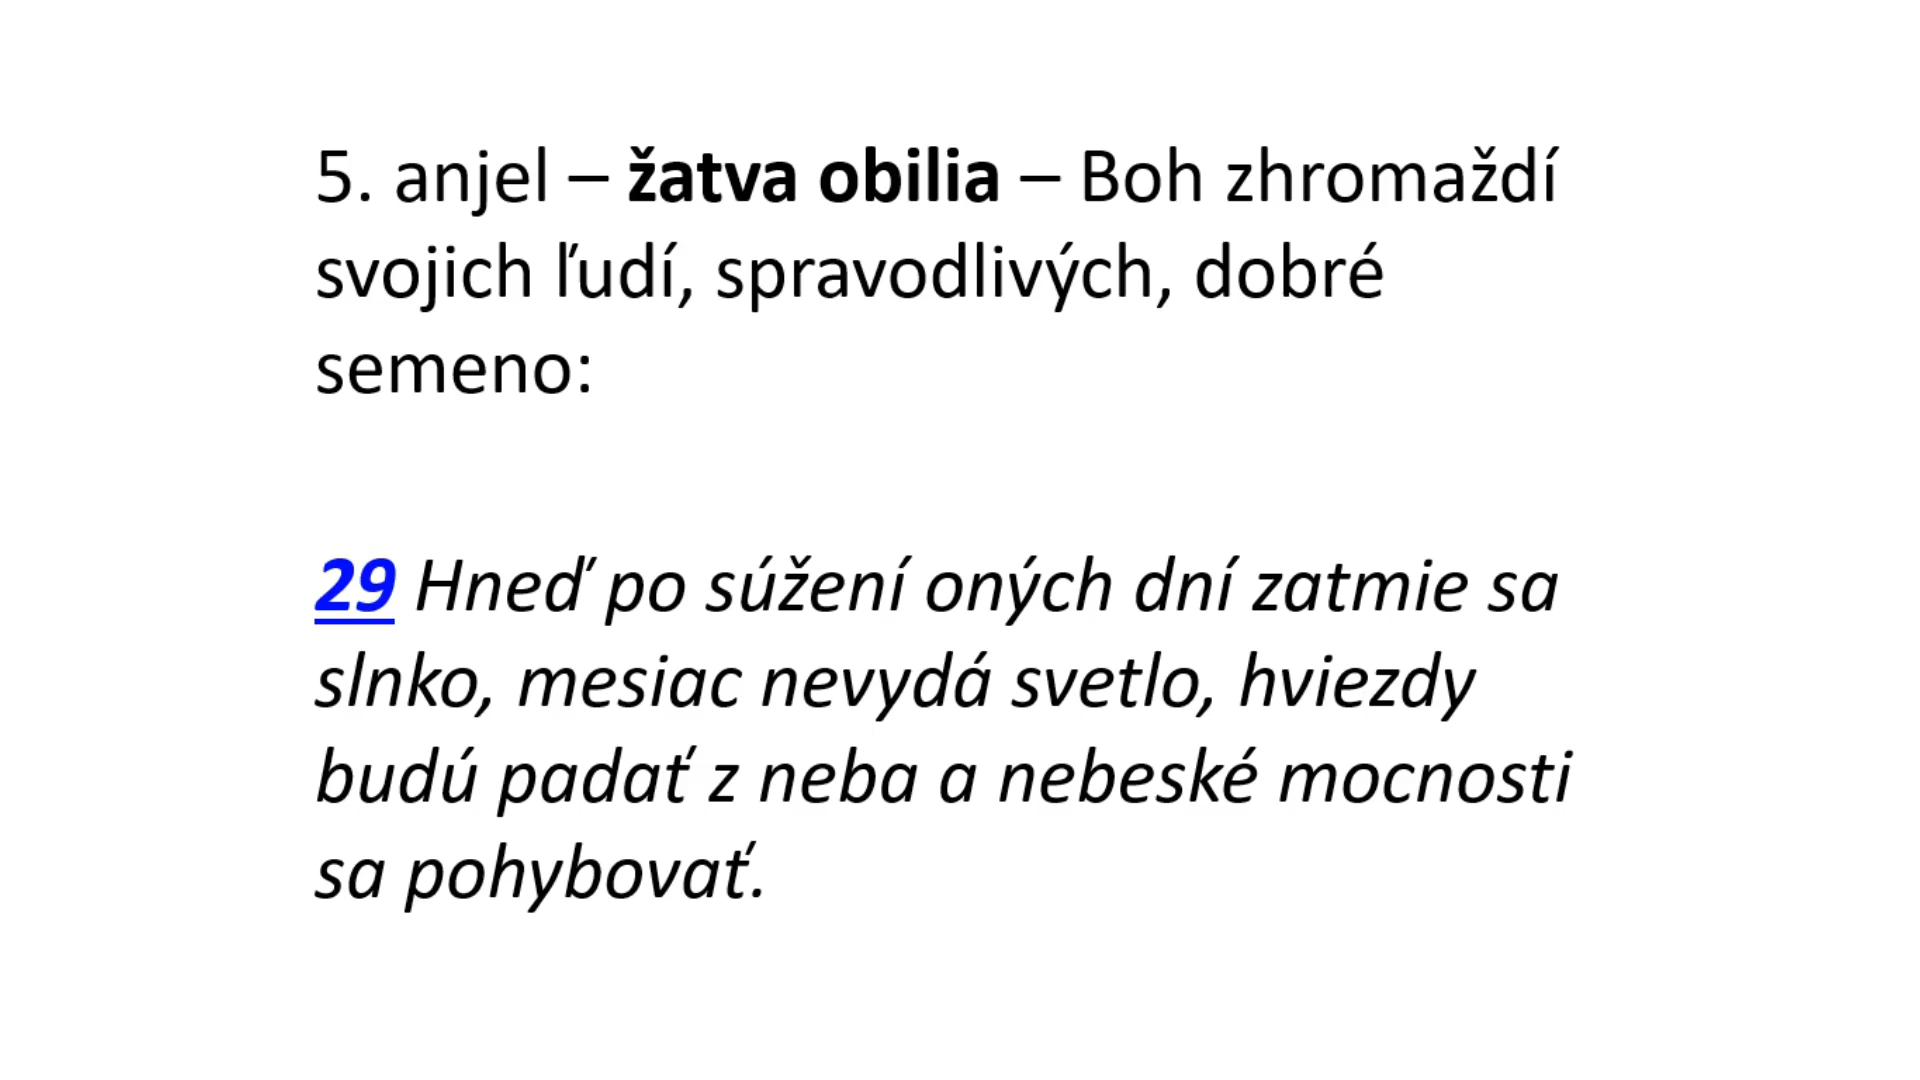 5. anjel – žatva obilia – Boh zhromaždí
svojich ľudí, spravodlivých, dobré
semeno:
29 Hneď po súžení oných dní zatmie sa
slnko, mesiac nevydá svetlo, hviezdy
budú padať z neba a nebeské mocnosti
sa pohybovať.